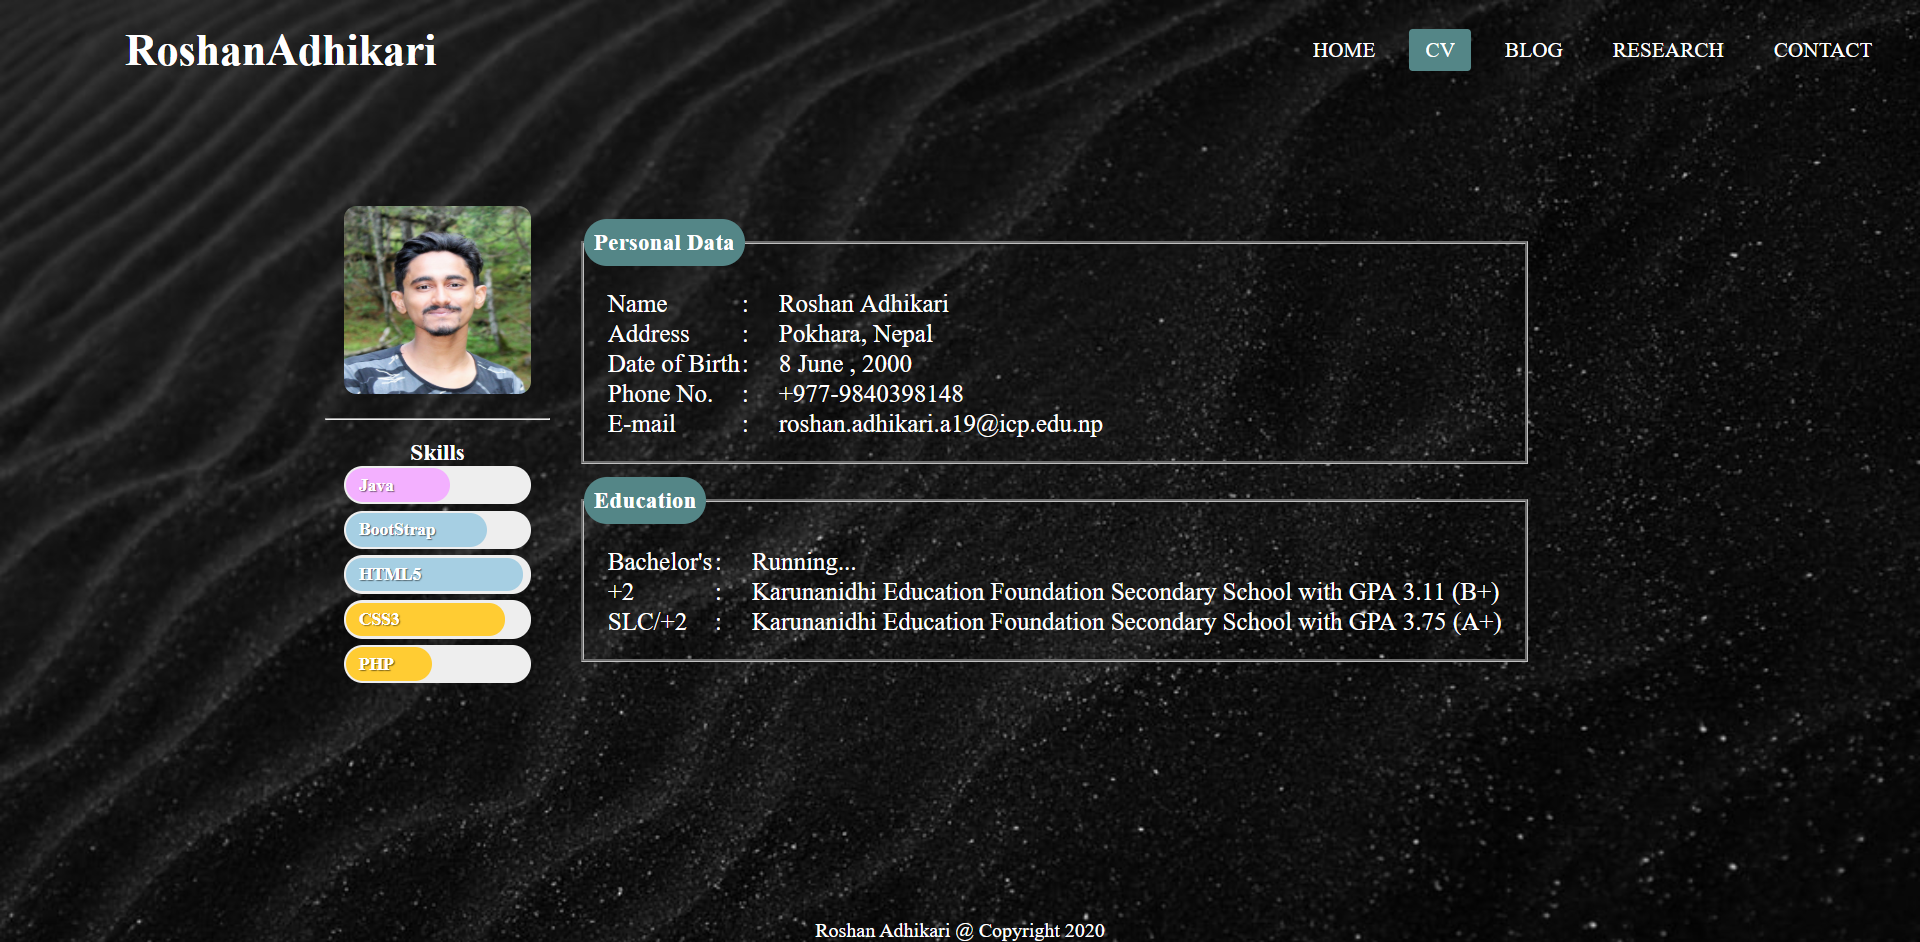 RoshanAdhikari
HOME CV BLOG RESEARCH CONTACT
Skills
Java
BootStrap
HTML5
CSS3
PHP
Personal Data
Name : Roshan Adhikari
Address : Pokhara, Nepal
Date of Birth : 8 June , 2000
Phone No. : +977-9840398148
E-mail : roshan.adhikari.a19@icp.edu.np
Education
Bachelor's : Running...
+2 : Karunanidhi Education Foundation Secondary School with GPA 3.11 (B+)
SLC/+2 : Karunanidhi Education Foundation Secondary School with GPA 3.75 (A+)
Roshan Adhikari @ Copyright 2020